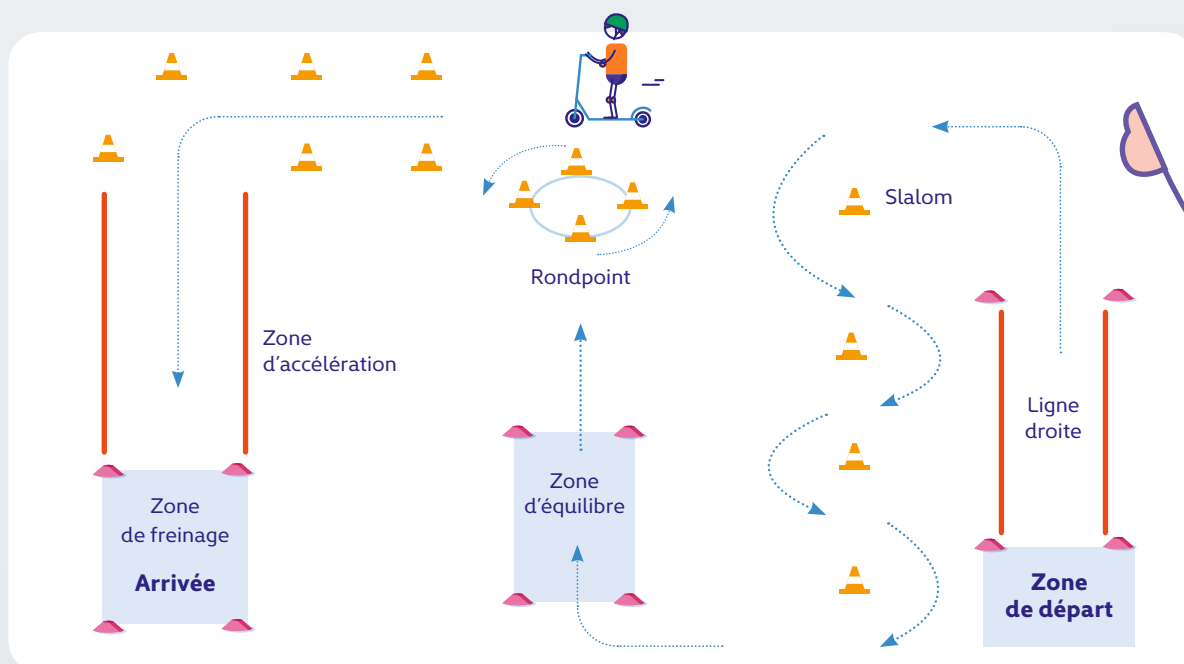 Slalom
Rondpoint
Zone
d'accélération
Ligne
droite
Zone
d'équilibre
Zone
de freinage
Arrivée
Zone
de départ